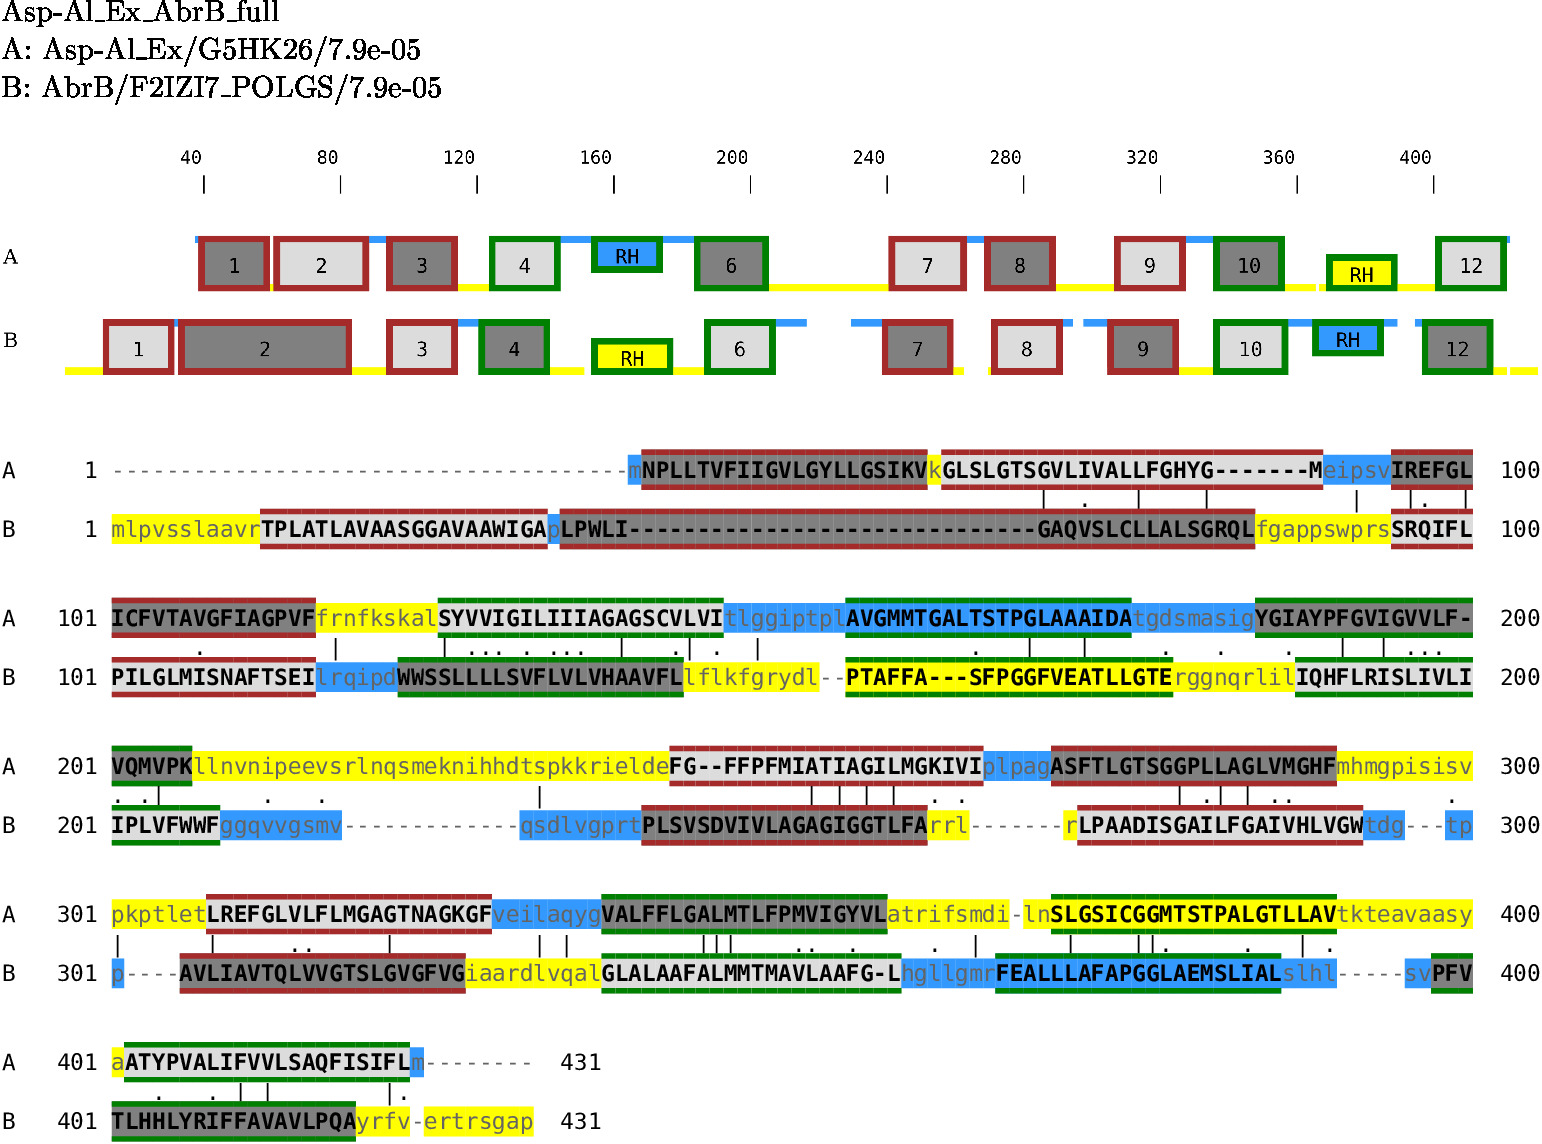 Asp-Al_Ex_AbrB_full
A: Asp-Al_Ex/G5HK26/7.9e-05
B: AbrB/F2IZI7_POLGS/7.9e-05
40 80 120 160 200 240 280 320 360 400
A 1 2 3 4 RH 6 7 8 9 10 RH 12
B 1 2 3 4 RH 6 7 8 9 10 RH 12
A 1 --------------------------------------mNPLLTVFIIGVLGYLLGSIKVkGLSLGTSGVLIVALLFGHYG-------MeipsvIREFGL 100
B 1 mlpvsslaavrTPLATLAVAASGGAVAAWIGApLPWLI------------------------------GAQVSLCLLALSGRQLfgappswprsSRQIFL 100
A 101 ICFVTAVGFIAGPVFfrnfkskalSYVVIGILIIIAGAGSCVLVItlggiptplAVGMMTGALTSTPGLAAAIDAtgdsmasigYGIAYPFGVIGVVLF- 200
B 101 PILGLMISNAFTSEIlrqipdWWSSLLLLSVFLVLVHAAVFLlflkfgrydl--PTAFFA---SFPGGFVEATLLGTErggnqrlilIQHFLRISLIVLI 200
A 201 VQMVPKllnvnipeevsrlnqsmeknihhdtspkkrieldeFG--FFPFMIATIAGILMGKIVIplpagASFTLGTSGGPLLAGLVMGHFmhmgpisisv 300
B 201 IPLVFWWFggqvvgsmv-------------qsdlvgprtPLSVSDVIVLAGAGIGGTLFArrl-------rLPAADISGAILFGAIVHLVGWtdg---tp 300
A 301 pkptletLREFGLVLFLMGAGTNAGKGFveilaqygVALFFLGALMTLFPMVIGYVLatrifsmdi-lnSLGSICGGMTSTPALGTLLAVtkteavaasy 400
B 301 p----AVLIAVTQLVVGTSLGVGFVGiaardlvqalGLALAAFALMMTMAVLAAFG-LhgllgmrFEALLLAFAPGGLAEMSLIALslhl-----svPFV 400
A 401 aATYPVALIFVVLSAQFISIFLm-------- 431
B 401 TLHHLYRIFFAVAVLPQAyrfv-ertrsgap 431